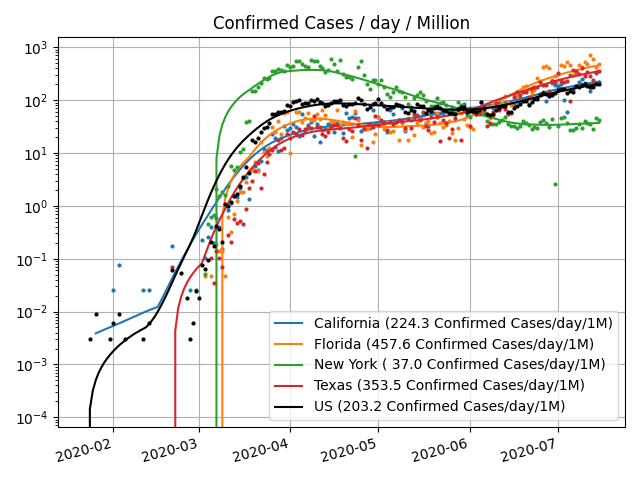 Confirmed Cases / day / Million
10³
10²
10¹
10⁰
10⁻¹
10⁻²
10⁻³
10⁻⁴
California (224.3 Confirmed Cases/day/1M)
Florida (457.6 Confirmed Cases/day/1M)
New York ( 37.0 Confirmed Cases/day/1M)
Texas (353.5 Confirmed Cases/day/1M)
US (203.2 Confirmed Cases/day/1M)
2020-02 2020-03 2020-04 2020-05 2020-06 2020-07